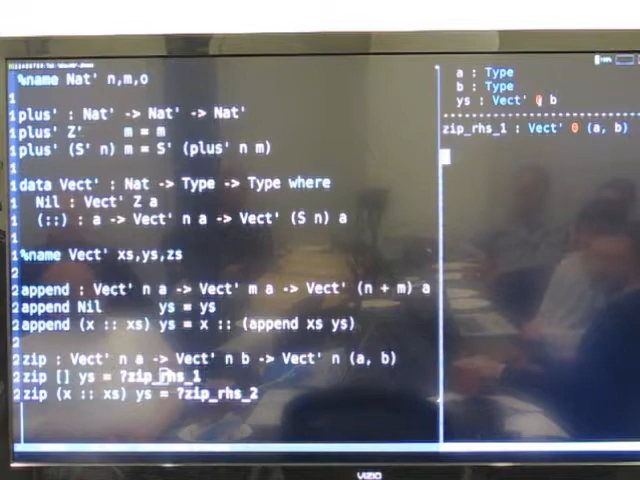 %name Nat' n,m,o
plus' : Nat' -> Nat' -> Nat'
plus' Z' m = m
plus' (S' n) m = S' (plus' n m)
data Vect' : Nat -> Type -> Type where
Nil : Vect' Z a
(::) : a -> Vect' n a -> Vect' (S n) a
%name Vect' xs,ys,zs
append : Vect' n a -> Vect' m a -> Vect' (n + m) a
append Nil ys = ys
append (x :: xs) ys = x :: (append xs ys)
zip : Vect' n a -> Vect' n b -> Vect' n (a, b)
zip [] ys = ?zip_rhs_1
zip (x :: xs) ys = ?zip_rhs_2
a : Type
b : Type
ys : Vect' 0 b
zip_rhs_1 : Vect' 0 (a, b)
VIZIO